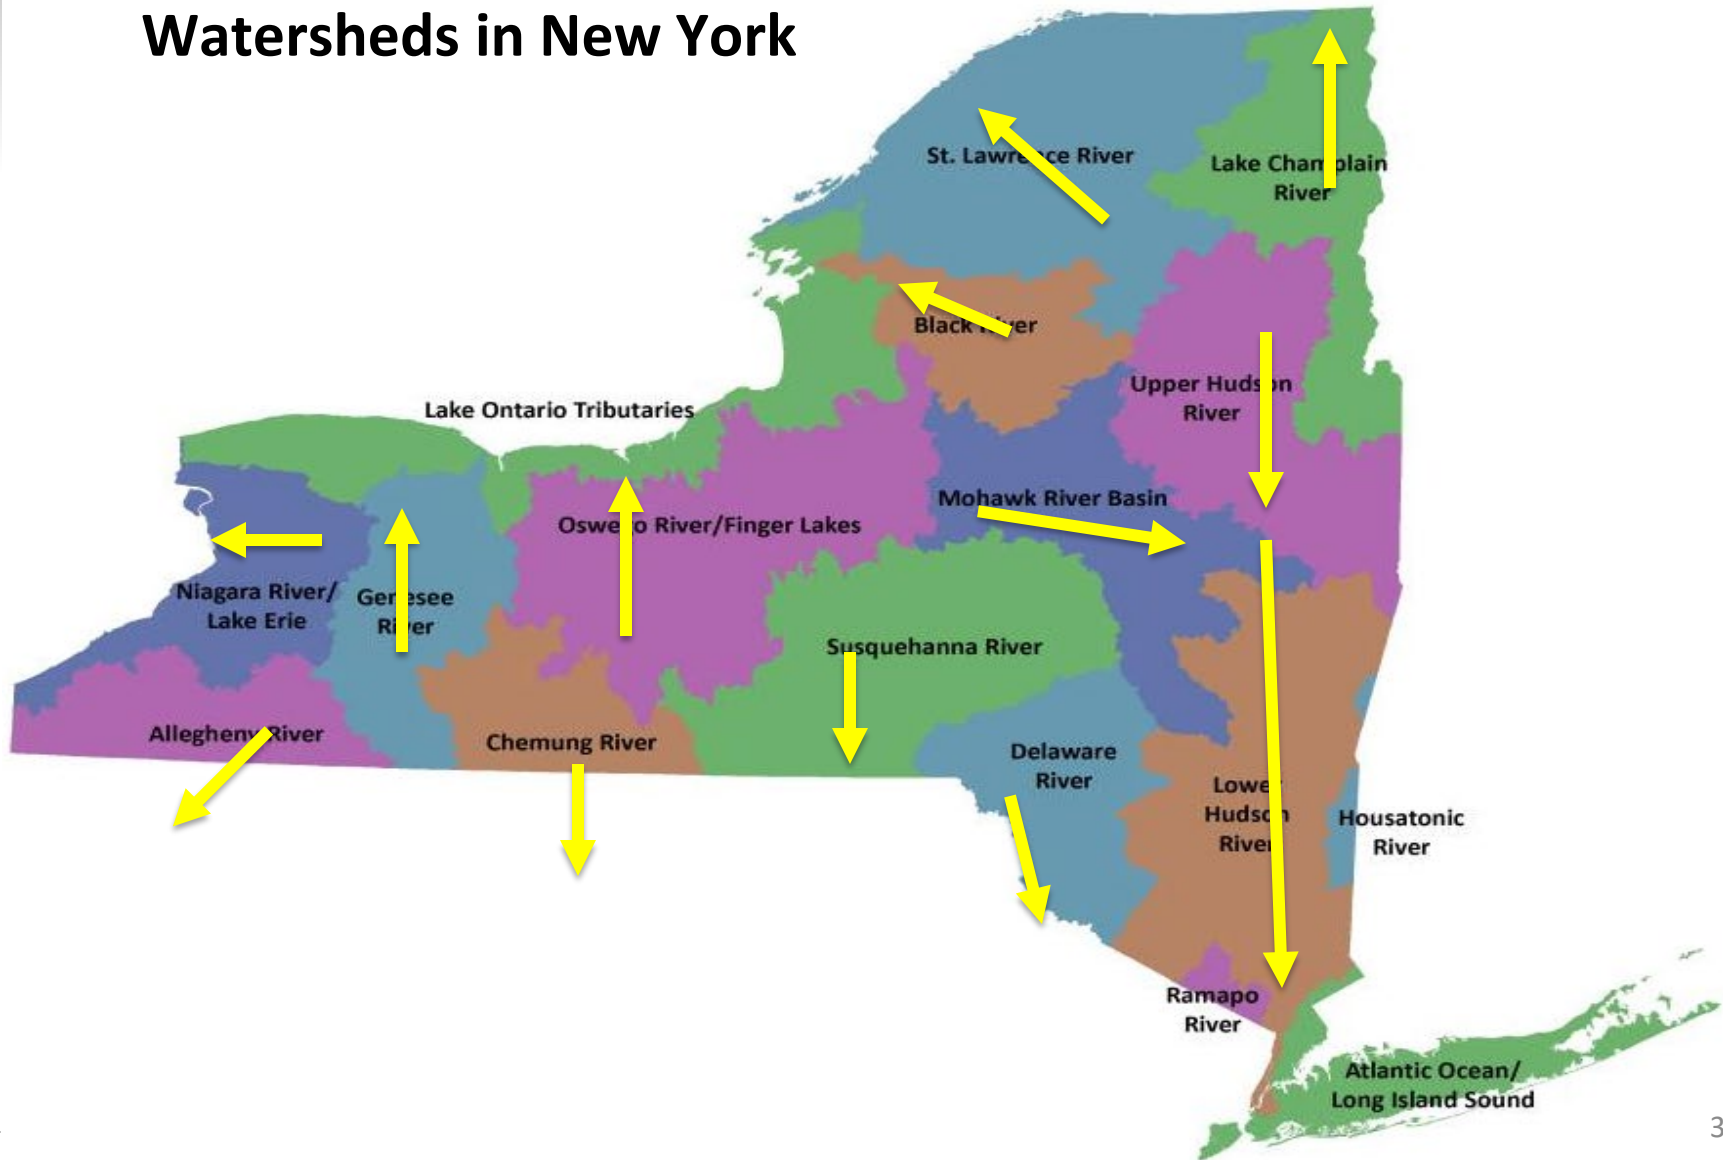 Watersheds in New York
St. Lawrence River
Lake Champlain
River
Black River
Upper Hudson
River
Lake Ontario Tributaries
Mohawk River Basin
Oswego River/Finger Lakes
Niagara River/
Lake Erie
Genesee
River
Susquehanna River
Allegheny River
Chemung River
Delaware
River
Lower
Hudson
River
Housatonic
River
Ramapo
River
Atlantic Ocean/
Long Island Sound
3